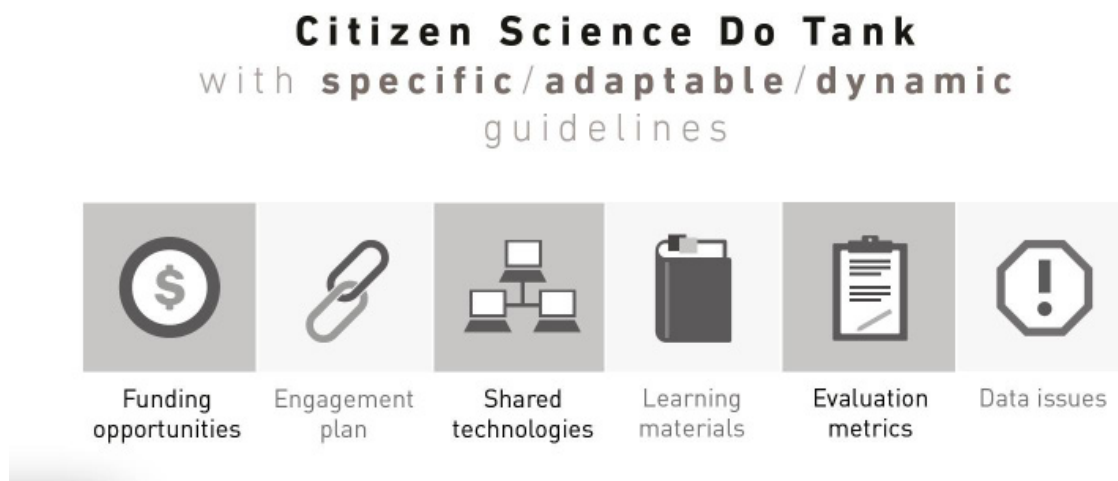 Citizen Science Do Tank
with specific/adaptable/dynamic
guidelines
$
Funding
opportunities
Engagement
plan
Shared
technologies
Learning
materials
Evaluation
metrics
Data issues